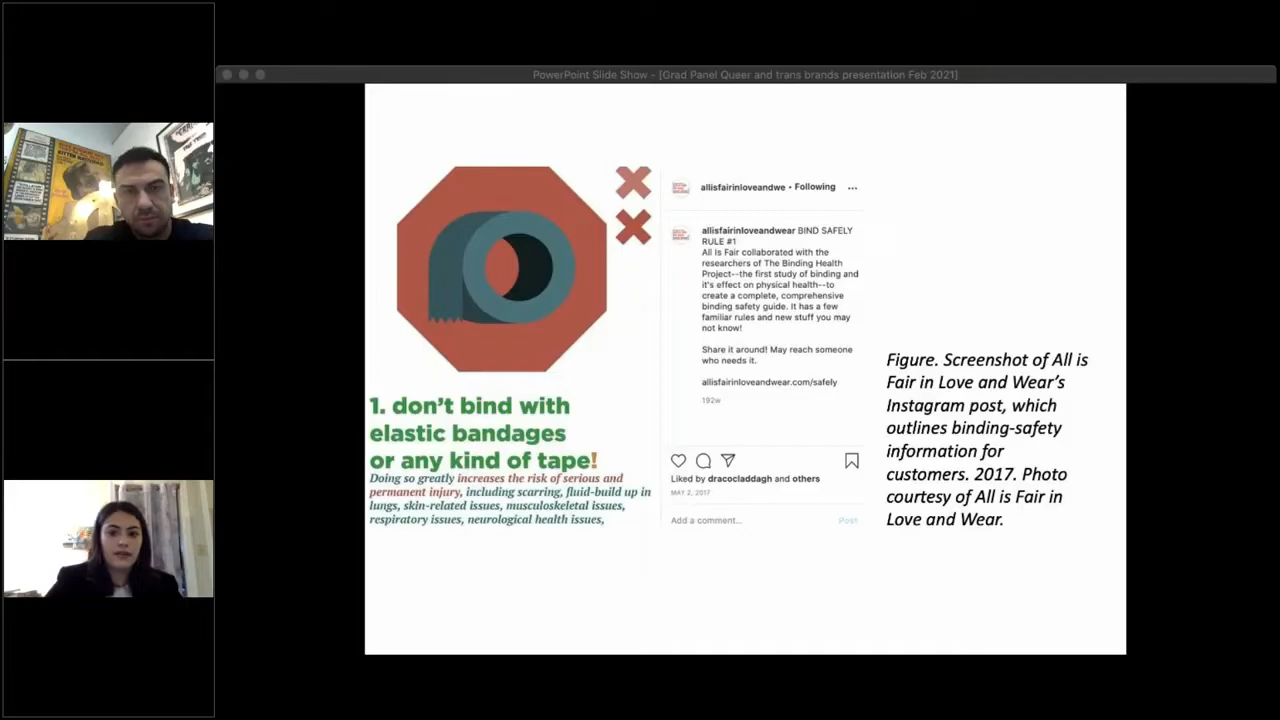 PowerPoint Slide Show - [Grad Panel Queer and trans brands presentation Feb 2021]
1. don't bind with
elastic bandages
or any kind of tape!
Doing so greatly increases the risk of serious and
permanent injury, including scarring, fluid-build up in
lungs, skin-related issues, musculoskeletal issues,
respiratory issues, neurological health issues,
allisfairinloveandwe • Following
allisfairinloveandwear BIND SAFELY
RULE #1
All Is Fair collaborated with the
researchers of The Binding Health
Project--the first study of binding and
it's effect on physical health--to
create a complete, comprehensive
binding safety guide. It has a few
familiar rules and new stuff you may
not know!
Share it around! May reach someone
who needs it.
allisfairinloveandwear.com/safely
192w
Liked by dracocladdagh and others
MAY 2, 2017
Add a comment... Post
Figure. Screenshot of All is
Fair in Love and Wear's
Instagram post, which
outlines binding-safety
information for
customers. 2017. Photo
courtesy of All is Fair in
Love and Wear.